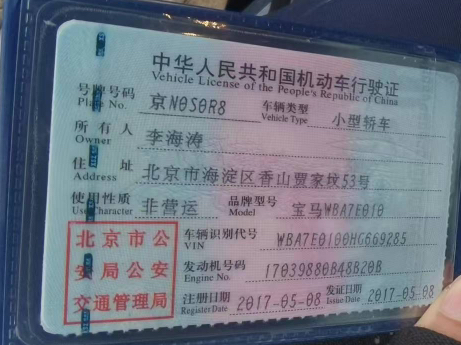 中华人民共和国机动车行驶证
Vehicle License of the People's Republic of China
号牌号码 京N0S0R8 车辆类型 小型轿车
Plate No. Vehicle Type
所有人 李海涛
Owner
住址 北京市海淀区香山贾家坟53号
Address
使用性质 非营运 品牌型号 宝马WBA7E010
Use Character Model
北京市公安局公安交通管理局
车辆识别代号 WBA7E0100HG669285
VIN
发动机号码 17039880B48B20B
Engine No.
注册日期 2017-05-08 发证日期 2017-05-08
Register Date Issue Date